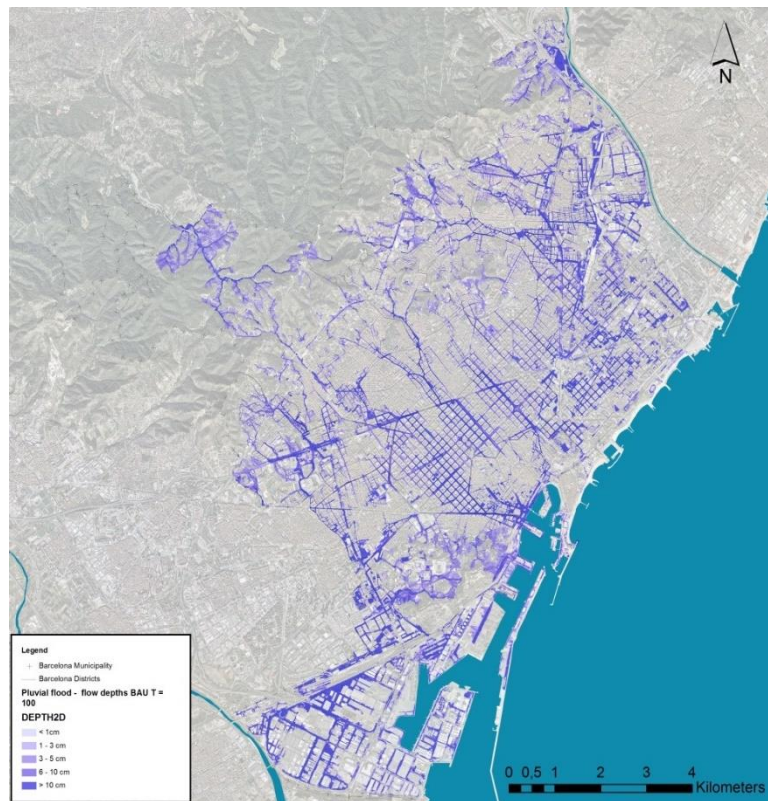 N
Legend
Barcelona Municipality
Barcelona Districts
Pluvial flood - flow depths BAU T =
100
DEPTH2D
< 1cm
1 - 3 cm
3 - 5 cm
6 - 10 cm
> 10 cm
0 0,5 1 2 3 4
Kilometers